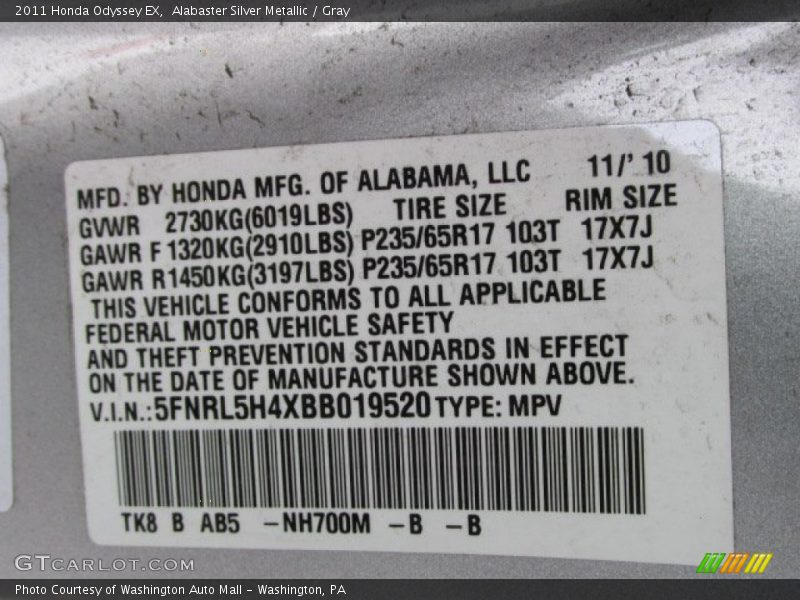 2011 Honda Odyssey EX, Alabaster Silver Metallic / Gray
MFD. BY HONDA MFG. OF ALABAMA, LLC 11/' 10
GVWR 2730KG(6019LBS) TIRE SIZE RIM SIZE
GAWR F 1320KG(2910LBS) P235/65R17 103T 17X7J
GAWR R1450KG(3197LBS) P235/65R17 103T 17X7J
THIS VEHICLE CONFORMS TO ALL APPLICABLE
FEDERAL MOTOR VEHICLE SAFETY
AND THEFT PREVENTION STANDARDS IN EFFECT
ON THE DATE OF MANUFACTURE SHOWN ABOVE.
V.I.N.: 5FNRL5H4XBB019520 TYPE: MPV
TK8 B AB5 -NH700M -B -B
GTCARLOT.COM
Photo Courtesy of Washington Auto Mall - Washington, PA